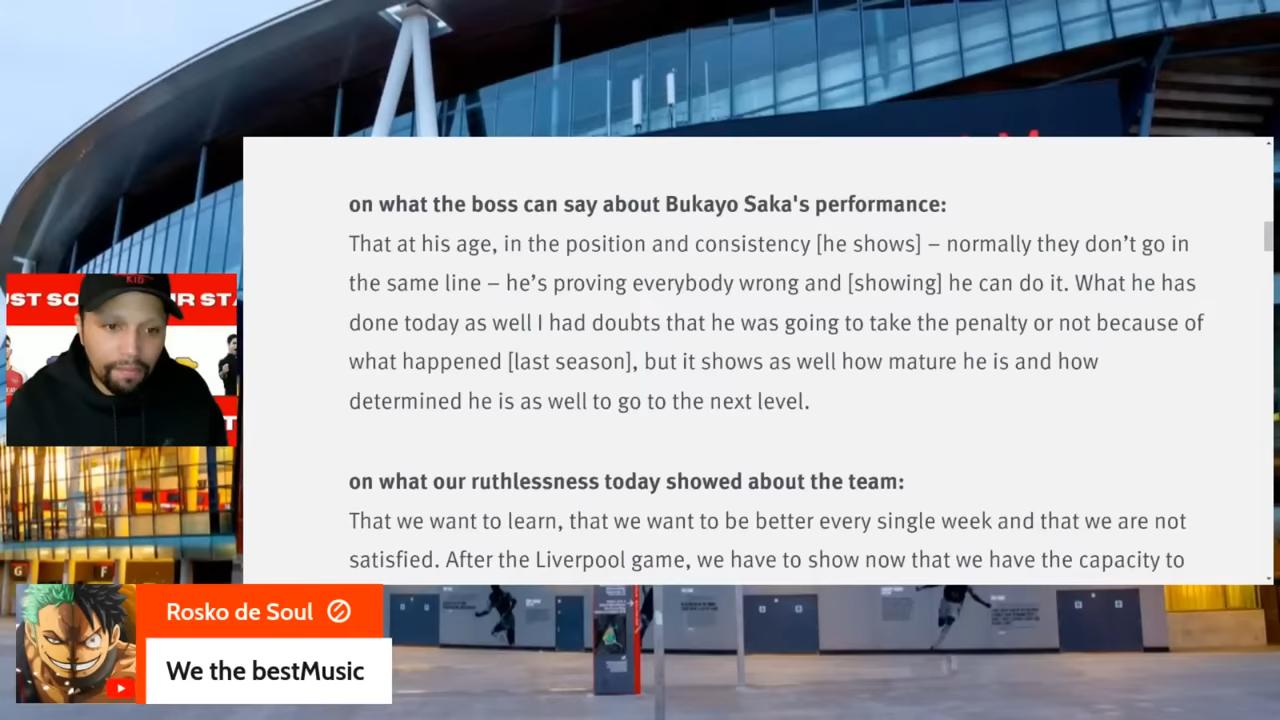 on what the boss can say about Bukayo Saka's performance:
That at his age, in the position and consistency [he shows] – normally they don't go in
the same line – he's proving everybody wrong and [showing] he can do it. What he has
done today as well I had doubts that he was going to take the penalty or not because of
what happened [last season], but it shows as well how mature he is and how
determined he is as well to go to the next level.
on what our ruthlessness today showed about the team:
That we want to learn, that we want to be better every single week and that we are not
satisfied. After the Liverpool game, we have to show now that we have the capacity to
KID
G
F
Rosko de Soul
We the bestMusic